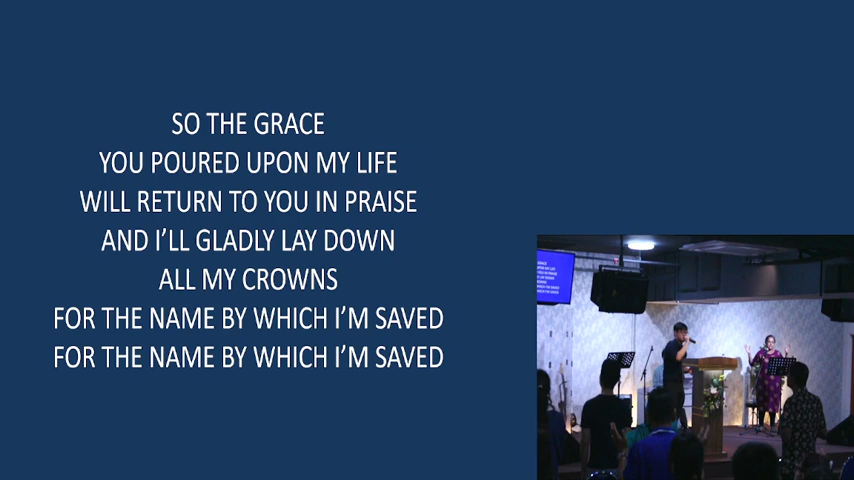 SO THE GRACE
YOU POURED UPON MY LIFE
WILL RETURN TO YOU IN PRAISE
AND I'LL GLADLY LAY DOWN
ALL MY CROWNS
FOR THE NAME BY WHICH I'M SAVED
FOR THE NAME BY WHICH I'M SAVED